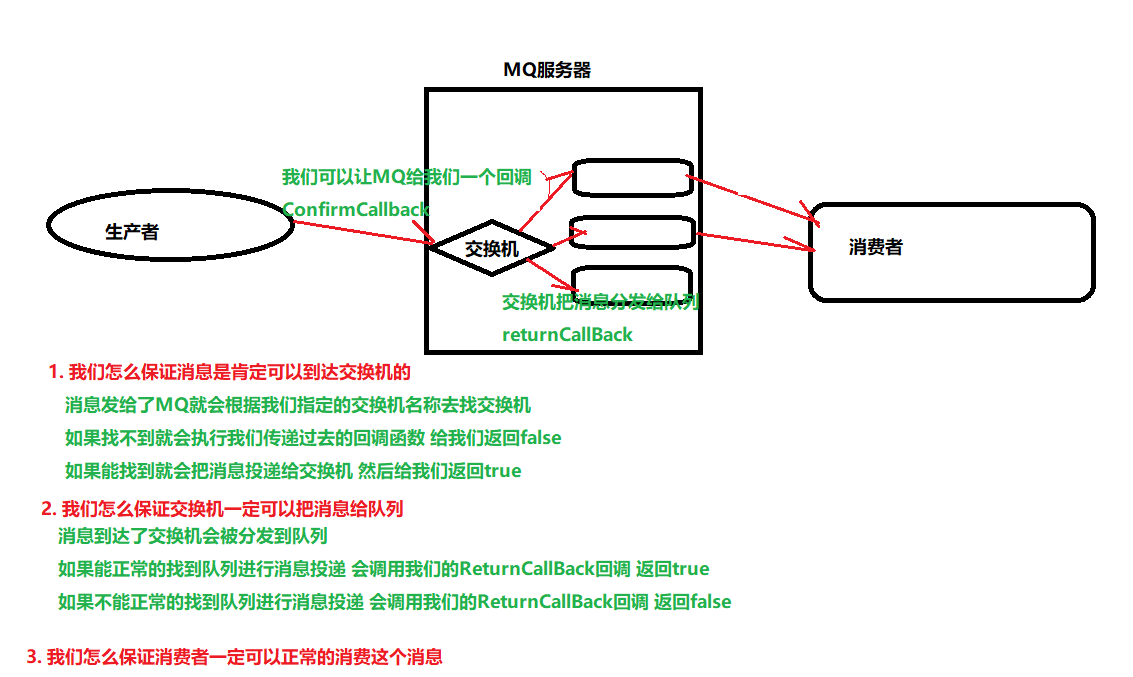 MQ服务器
我们可以让MQ给我们一个回调
ConfirmCallback
生产者
交换机
消费者
交换机把消息分发给队列
returnCallBack
1. 我们怎么保证消息是肯定可以到达交换机的
消息发给了MQ就会根据我们指定的交换机名称去找交换机
如果找不到就会执行我们传递过去的回调函数 给我们返回false
如果能找到就会把消息投递给交换机 然后给我们返回true
2. 我们怎么保证交换机一定可以把消息给队列
消息到达了交换机会被分发到队列
如果能正常的找到队列进行消息投递 会调用我们的ReturnCallBack回调 返回true
如果不能正常的找到队列进行消息投递 会调用我们的ReturnCallBack回调 返回false
3. 我们怎么保证消费者一定可以正常的消费这个消息